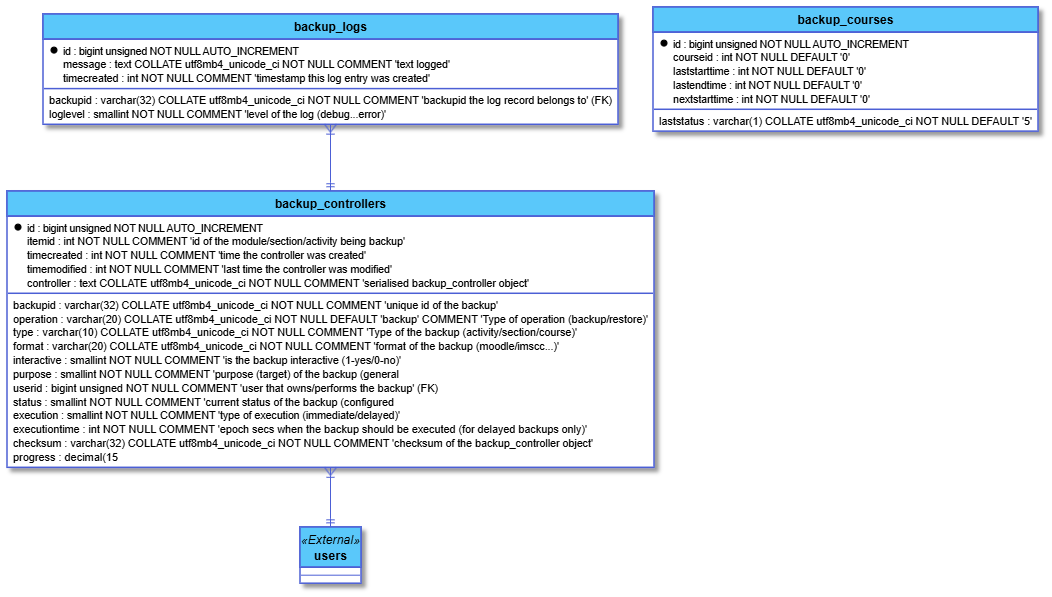 backup_logs
id : bigint unsigned NOT NULL AUTO_INCREMENT
message : text COLLATE utf8mb4_unicode_ci NOT NULL COMMENT 'text logged'
timecreated : int NOT NULL COMMENT 'timestamp this log entry was created'
backupid : varchar(32) COLLATE utf8mb4_unicode_ci NOT NULL COMMENT 'backupid the log record belongs to' (FK)
loglevel : smallint NOT NULL COMMENT 'level of the log (debug...error)'
backup_courses
id : bigint unsigned NOT NULL AUTO_INCREMENT
courseid : int NOT NULL DEFAULT '0'
laststarttime : int NOT NULL DEFAULT '0'
lastendtime : int NOT NULL DEFAULT '0'
nextstarttime : int NOT NULL DEFAULT '0'
laststatus : varchar(1) COLLATE utf8mb4_unicode_ci NOT NULL DEFAULT '5'
backup_controllers
id : bigint unsigned NOT NULL AUTO_INCREMENT
itemid : int NOT NULL COMMENT 'id of the module/section/activity being backup'
timecreated : int NOT NULL COMMENT 'time the controller was created'
timemodified : int NOT NULL COMMENT 'last time the controller was modified'
controller : text COLLATE utf8mb4_unicode_ci NOT NULL COMMENT 'serialised backup_controller object'
backupid : varchar(32) COLLATE utf8mb4_unicode_ci NOT NULL COMMENT 'unique id of the backup'
operation : varchar(20) COLLATE utf8mb4_unicode_ci NOT NULL DEFAULT 'backup' COMMENT 'Type of operation (backup/restore)'
type : varchar(10) COLLATE utf8mb4_unicode_ci NOT NULL COMMENT 'Type of the backup (activity/section/course)'
format : varchar(20) COLLATE utf8mb4_unicode_ci NOT NULL COMMENT 'format of the backup (moodle/imscc...)'
interactive : smallint NOT NULL COMMENT 'is the backup interactive (1-yes/0-no)'
purpose : smallint NOT NULL COMMENT 'purpose (target) of the backup (general
userid : bigint unsigned NOT NULL COMMENT 'user that owns/performs the backup' (FK)
status : smallint NOT NULL COMMENT 'current status of the backup (configured
execution : smallint NOT NULL COMMENT 'type of execution (immediate/delayed)'
executiontime : int NOT NULL COMMENT 'epoch secs when the backup should be executed (for delayed backups only)'
checksum : varchar(32) COLLATE utf8mb4_unicode_ci NOT NULL COMMENT 'checksum of the backup_controller object'
progress : decimal(15
«External»
users